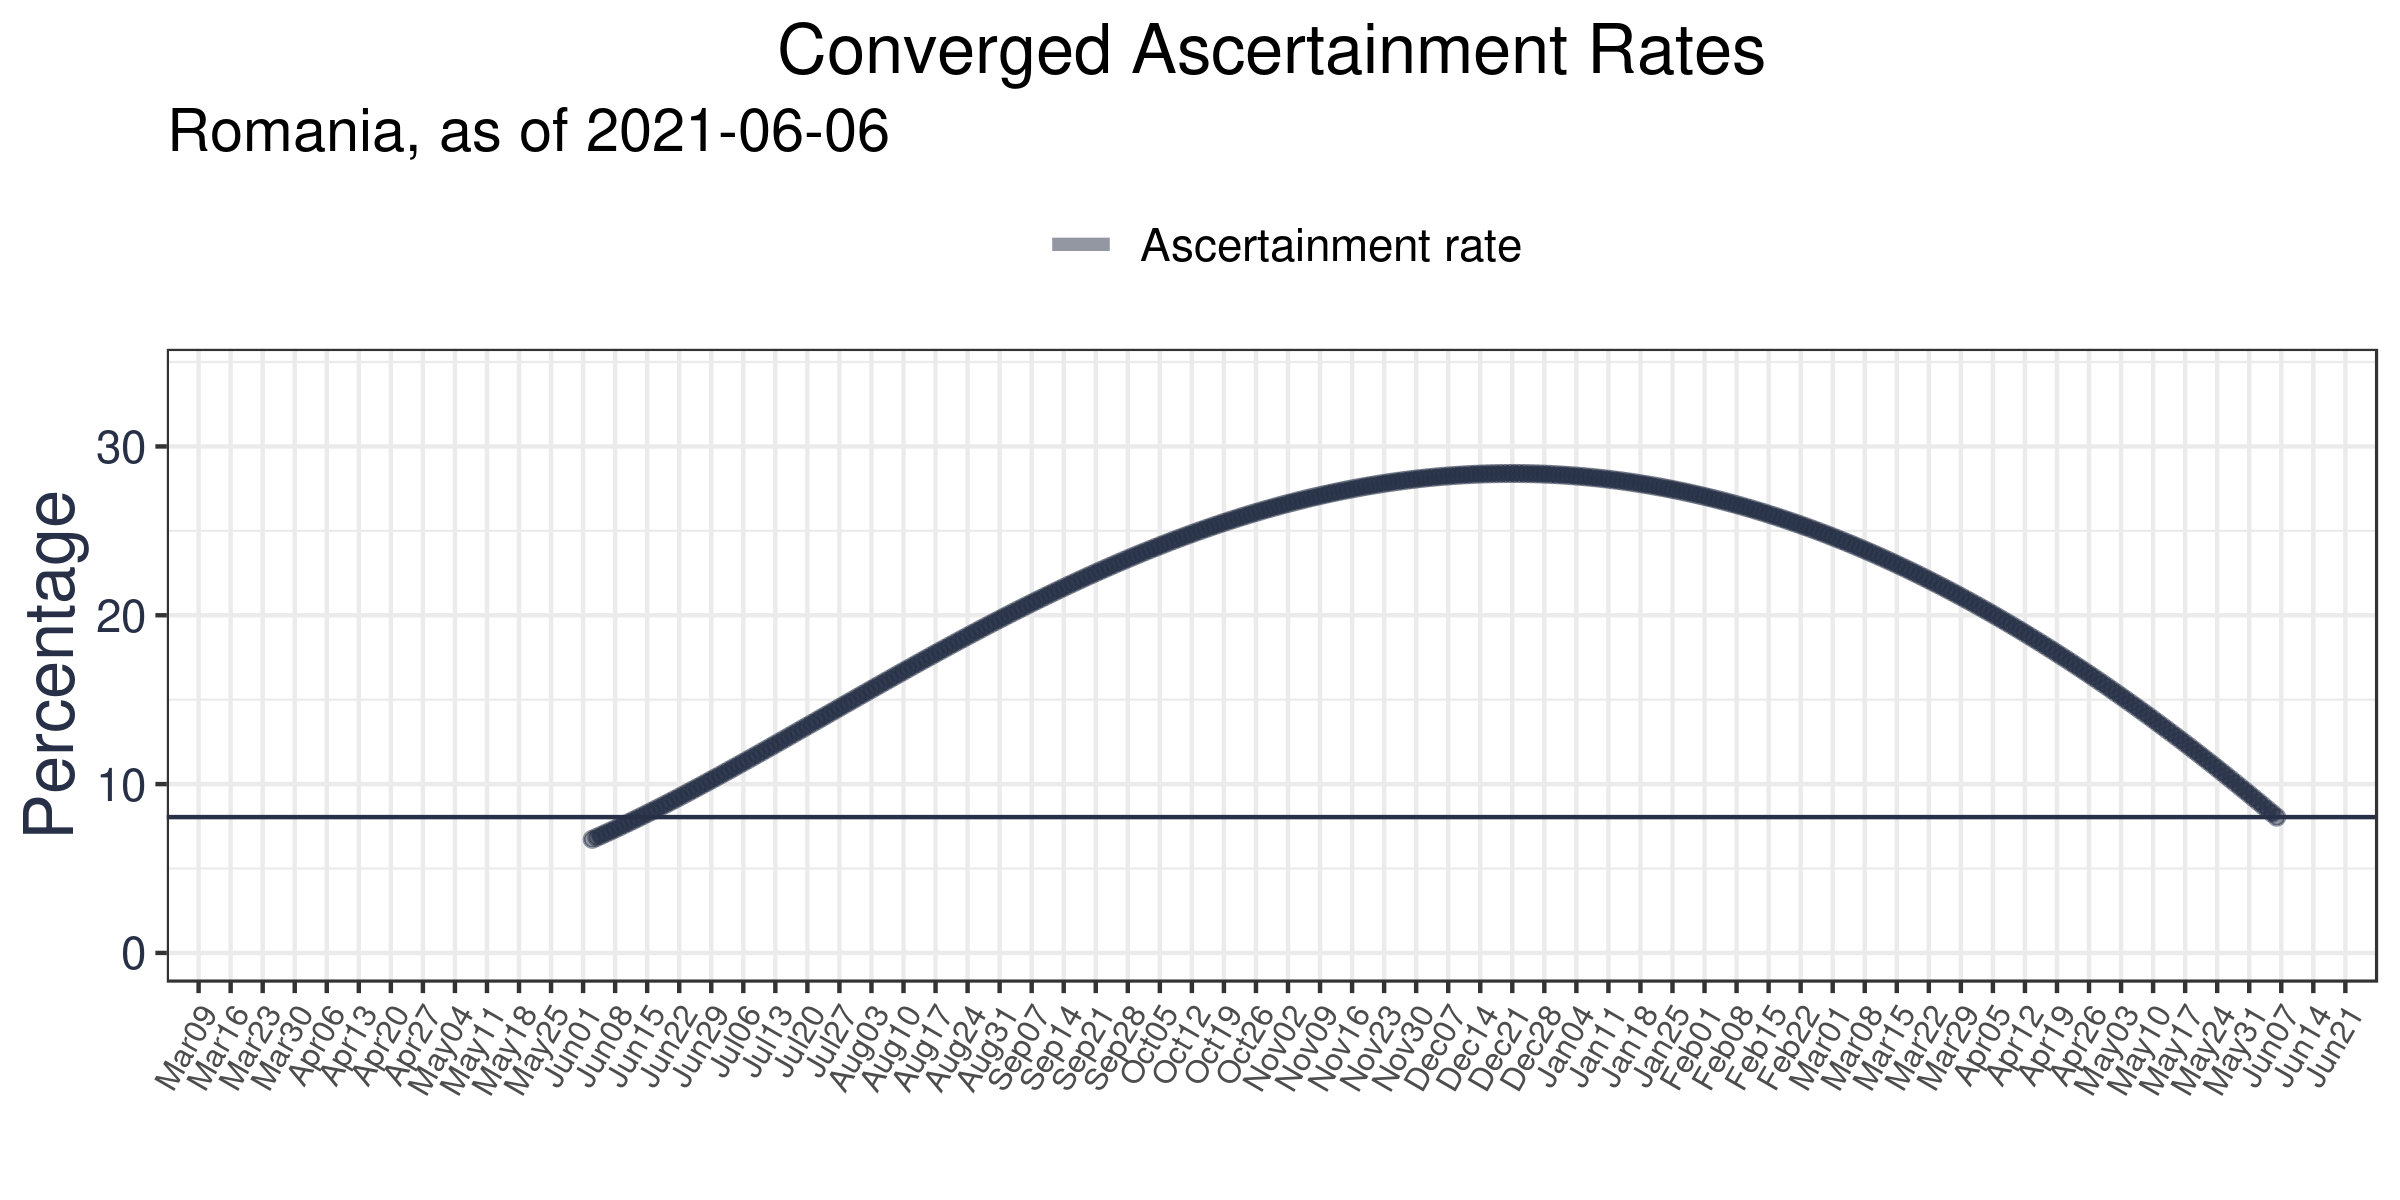 Converged Ascertainment Rates
Romania, as of 2021-06-06
Ascertainment rate
Percentage
30
20
10
0
Mar09 Mar16 Mar23 Mar30 Apr06 Apr13 Apr20 Apr27 May04 May11 May18 May25 Jun01 Jun08 Jun15 Jun22 Jun29 Jul06 Jul13 Jul20 Jul27 Aug03 Aug10 Aug17 Aug24 Aug31 Sep07 Sep14 Sep21 Sep28 Oct05 Oct12 Oct19 Oct26 Nov02 Nov09 Nov16 Nov23 Nov30 Dec07 Dec14 Dec21 Dec28 Jan04 Jan11 Jan18 Jan25 Feb01 Feb08 Feb15 Feb22 Mar01 Mar08 Mar15 Mar22 Mar29 Apr05 Apr12 Apr19 Apr26 May03 May10 May17 May24 May31 Jun07 Jun14 Jun21